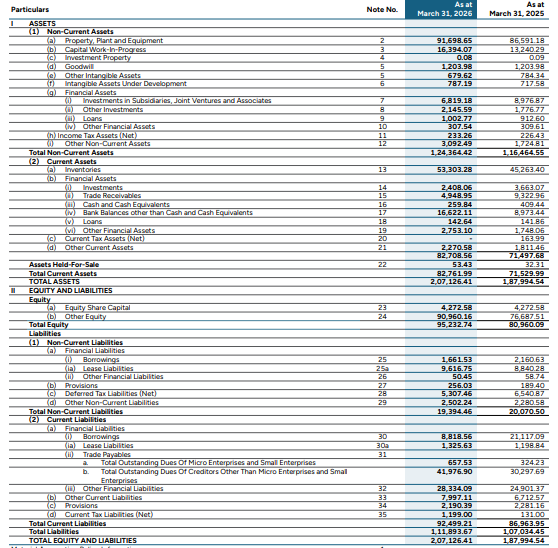 Particulars Note No. As at March 31, 2026 As at March 31, 2025
I ASSETS
(1) Non-Current Assets
(a) Property, Plant and Equipment 2 91,698.65 86,591.18
(b) Capital Work-In-Progress 3 16,394.07 13,240.29
(c) Investment Property 4 0.08 0.09
(d) Goodwill 5 1,203.98 1,203.98
(e) Other Intangible Assets 5 679.62 784.34
(f) Intangible Assets Under Development 6 787.19 717.58
(g) Financial Assets
(i) Investments in Subsidiaries, Joint Ventures and Associates 7 6,819.18 8,976.87
(ii) Other Investments 8 2,145.59 1,776.77
(iii) Loans 9 1,002.77 912.60
(iv) Other Financial Assets 10 307.54 309.61
(h) Income Tax Assets (Net) 11 233.26 226.43
(i) Other Non-Current Assets 12 3,092.49 1,724.81
Total Non-Current Assets 1,24,364.42 1,16,464.55
(2) Current Assets
(a) Inventories 13 53,303.28 45,263.40
(b) Financial Assets
(i) Investments 14 2,408.06 3,663.07
(ii) Trade Receivables 15 4,948.95 9,322.96
(iii) Cash and Cash Equivalents 16 259.84 409.44
(iv) Bank Balances other than Cash and Cash Equivalents 17 16,622.11 8,973.44
(v) Loans 18 142.64 141.86
(vi) Other Financial Assets 19 2,753.10 1,748.06
(c) Current Tax Assets (Net) 20 - 163.99
(d) Other Current Assets 21 2,270.58 1,811.46
82,708.56 71,497.68
Assets Held-For-Sale 22 53.43 32.31
Total Current Assets 82,761.99 71,529.99
TOTAL ASSETS 2,07,126.41 1,87,994.54
II EQUITY AND LIABILITIES
Equity
(a) Equity Share Capital 23 4,272.58 4,272.58
(b) Other Equity 24 90,960.16 76,687.51
Total Equity 95,232.74 80,960.09
Liabilities
(1) Non-Current Liabilities
(a) Financial Liabilities
(i) Borrowings 25 1,661.53 2,160.63
(ia) Lease Liabilities 25a 9,616.75 8,840.28
(ii) Other Financial Liabilities 26 50.45 58.74
(b) Provisions 27 256.03 189.40
(c) Deferred Tax Liabilities (Net) 28 5,307.46 6,540.87
(d) Other Non-Current Liabilities 29 2,502.24 2,280.58
Total Non-Current Liabilities 19,394.46 20,070.50
(2) Current Liabilities
(a) Financial Liabilities
(i) Borrowings 30 8,818.56 21,117.09
(ia) Lease Liabilities 30a 1,325.63 1,198.84
(ii) Trade Payables 31
a. Total Outstanding Dues Of Micro Enterprises and Small Enterprises 657.53 324.23
b. Total Outstanding Dues Of Creditors Other Than Micro Enterprises and Small 41,976.90 30,297.69
Enterprises
(iii) Other Financial Liabilities 32 28,334.09 24,901.37
(b) Other Current Liabilities 33 7,997.11 6,712.57
(c) Provisions 34 2,190.39 2,281.16
(d) Current Tax Liabilities (Net) 35 1,199.00 131.00
Total Current Liabilities 92,499.21 86,963.95
Total Liabilities 1,11,893.67 1,07,034.45
TOTAL EQUITY AND LIABILITIES 2,07,126.41 1,87,994.54